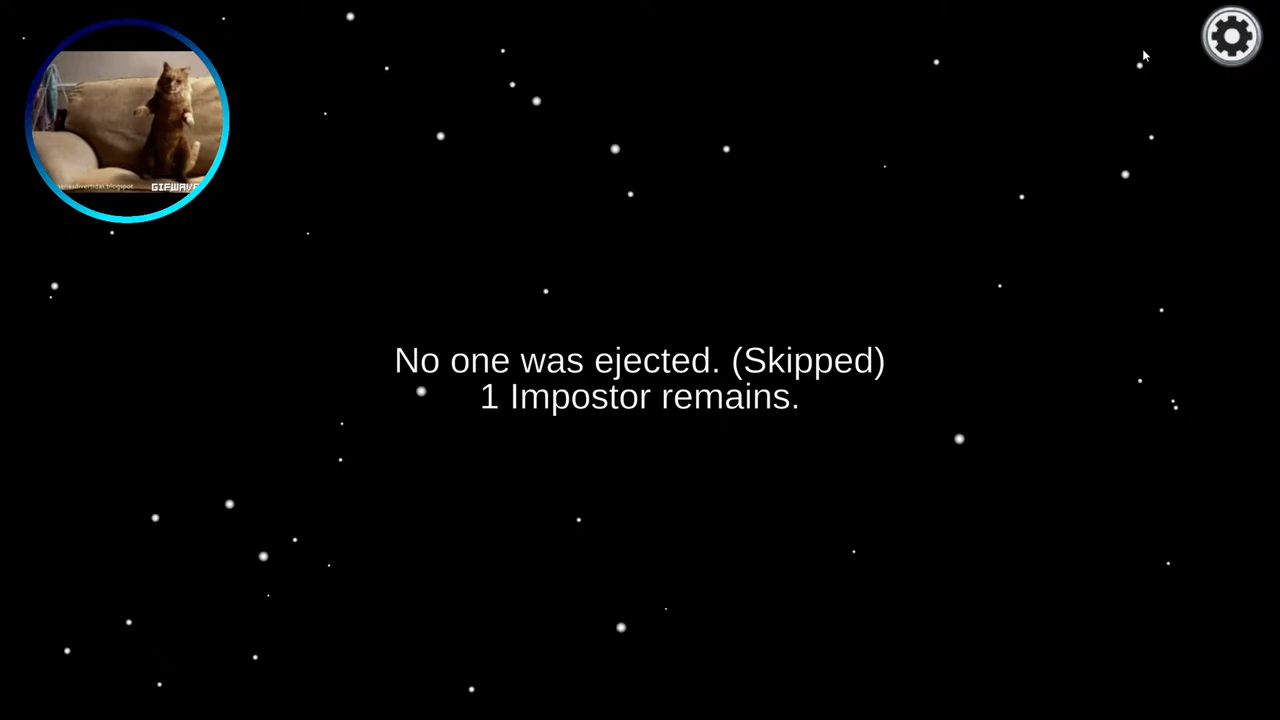 GIFWAVE
No one was ejected. (Skipped)
1 Impostor remains.